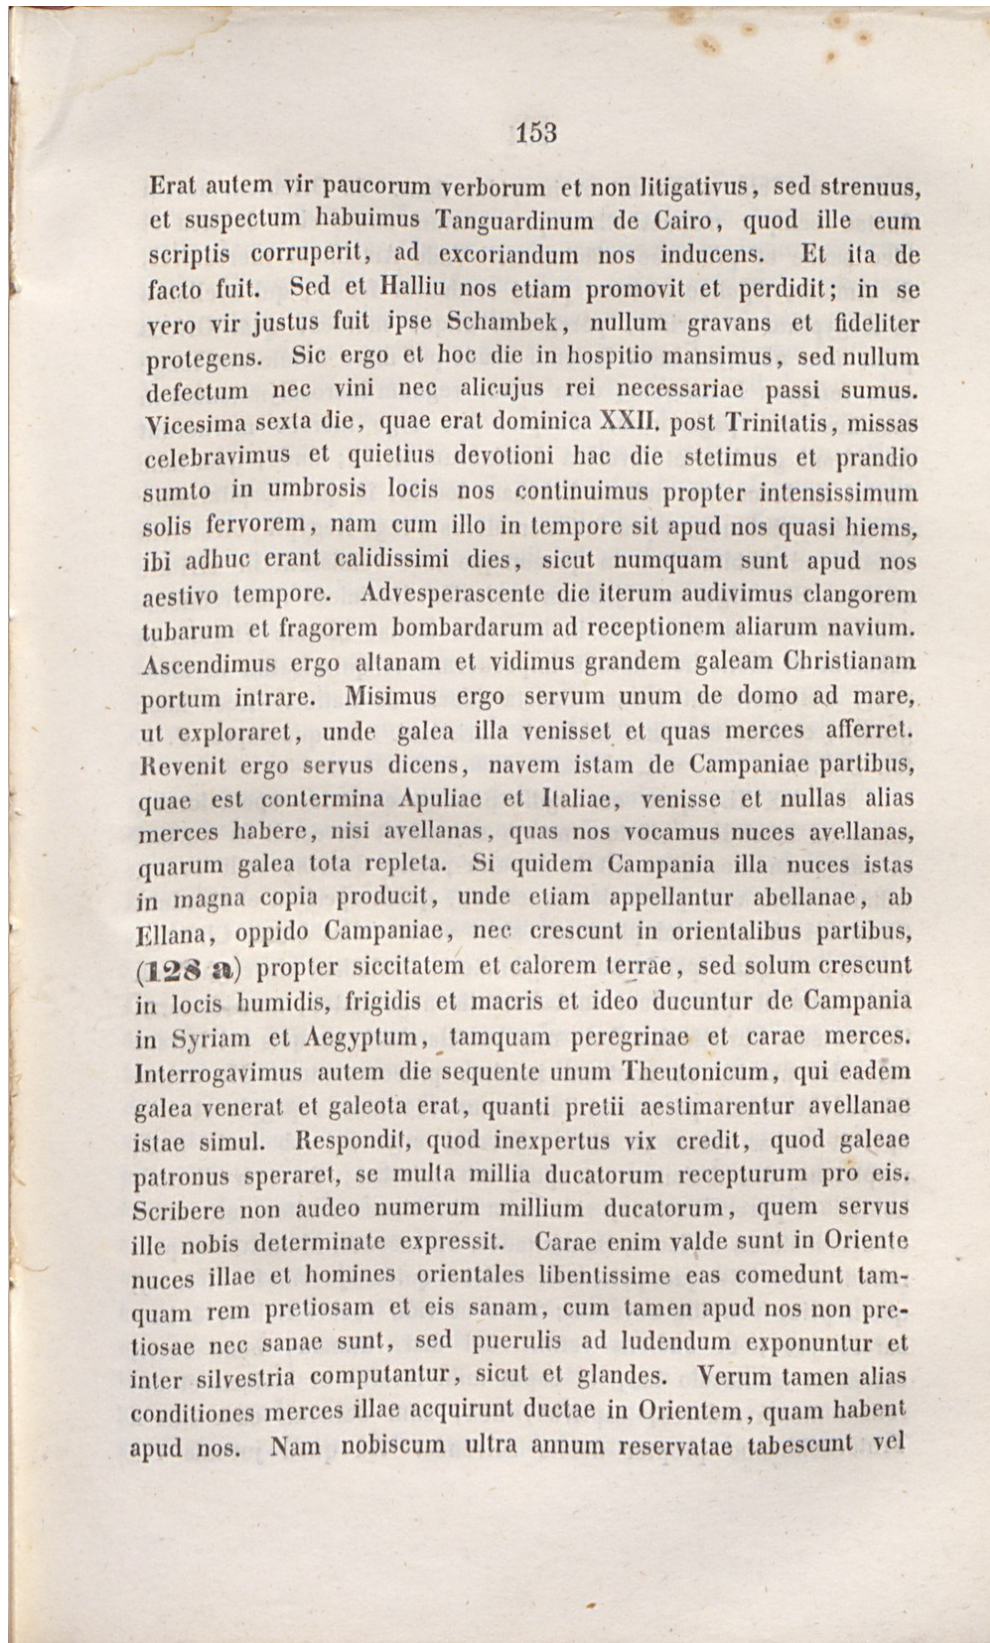 153
Erat autem vir paucorum verborum et non litigativus, sed strenuus,
et suspectum habuimus Tanguardinum de Cairo, quod ille eum
scriptis corruperit, ad excoriandum nos inducens. Et ita de
facto fuit. Sed et Halliu nos etiam promovit et perdidit; in se
vero vir justus fuit ipse Schambek, nullum gravans et fideliter
protegens. Sic ergo et hoc die in hospitio mansimus, sed nullum
defectum nec vini nec alicujus rei necessariae passi sumus.
Vicesima sexta die, quae erat dominica XXII. post Trinitatis, missas
celebravimus et quietius devotioni hac die stetimus et prandio
sumto in umbrosis locis nos continuimus propter intensissimum
solis fervorem, nam cum illo in tempore sit apud nos quasi hiems,
ibi adhuc erant calidissimi dies, sicut numquam sunt apud nos
aestivo tempore. Advesperascente die iterum audivimus clangorem
tubarum et fragorem bombardarum ad receptionem aliarum navium.
Ascendimus ergo altanam et vidimus grandem galeam Christianam
portum intrare. Misimus ergo servum unum de domo ad mare,
ut exploraret, unde galea illa venisset et quas merces afferret.
Revenit ergo servus dicens, navem istam de Campaniae partibus,
quae est contermina Apuliae et Italiae, venisse et nullas alias
merces habere, nisi avellanas, quas nos vocamus nuces avellanas,
quarum galea tota repleta. Si quidem Campania illa nuces istas
in magna copia producit, unde etiam appellantur abellanae, ab
Ellana, oppido Campaniae, nec crescunt in orientalibus partibus,
(128 a) propter siccitatem et calorem terrae, sed solum crescunt
in locis humidis, frigidis et macris et ideo ducuntur de Campania
in Syriam et Aegyptum, tamquam peregrinae et carae merces.
Interrogavimus autem die sequente unum Theutonicum, qui eadem
galea venerat et galeota erat, quanti pretii aestimarentur avellanae
istae simul. Respondit, quod inexpertus vix credit, quod galeae
patronus speraret, se multa millia ducatorum recepturum pro eis.
Scribere non audeo numerum millium ducatorum, quem servus
ille nobis determinate expressit. Carae enim valde sunt in Oriente
nuces illae et homines orientales libentissime eas comedunt tam-
quam rem pretiosam et eis sanam, cum tamen apud nos non pre-
tiosae nec sanae sunt, sed puerulis ad ludendum exponuntur et
inter silvestria computantur, sicut et glandes. Verum tamen alias
conditiones merces illae acquirunt ductae in Orientem, quam habent
apud nos. Nam nobiscum ultra annum reservatae tabescunt vel